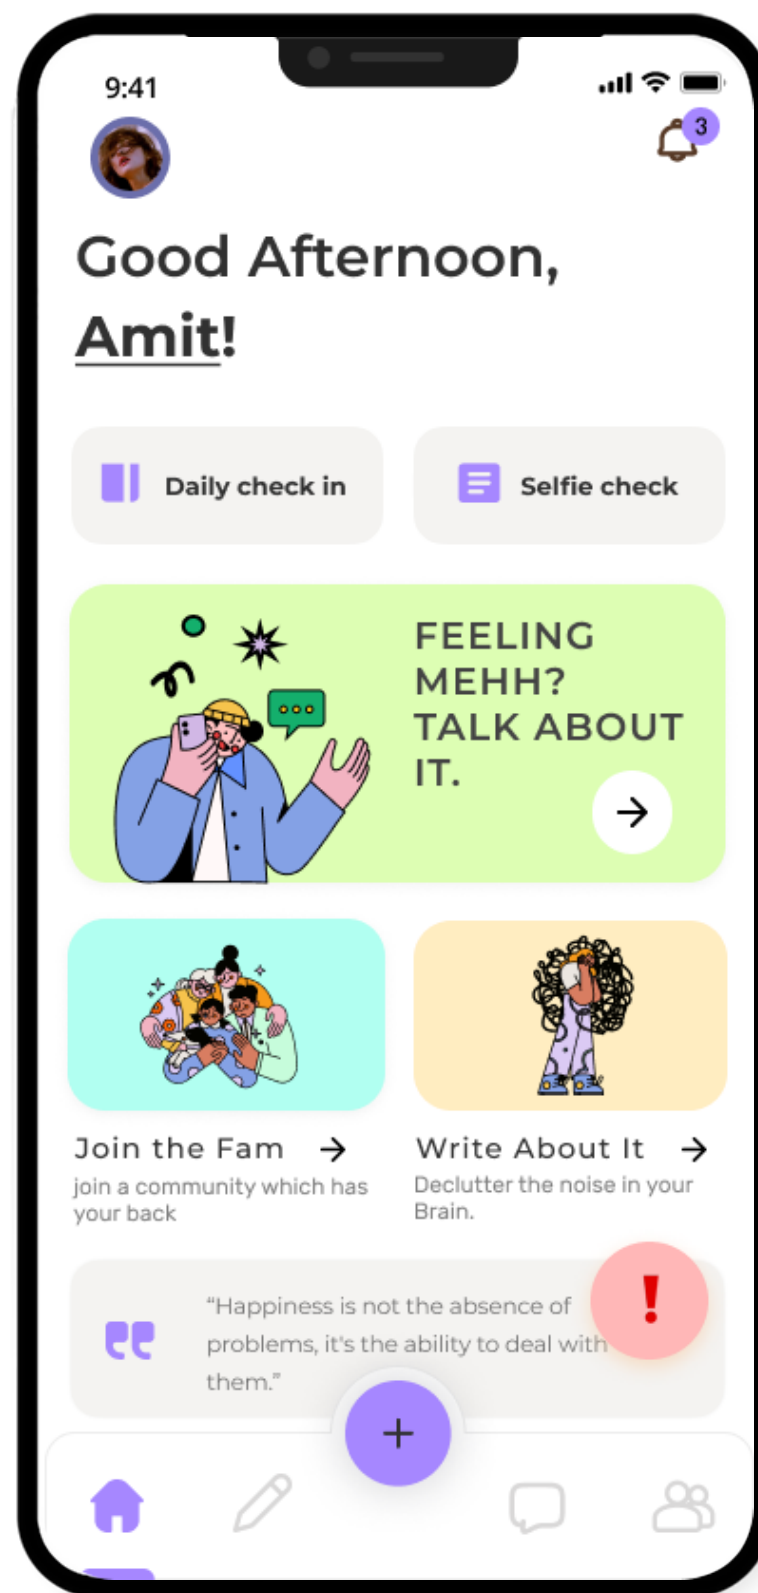 9:41
3
Good Afternoon,
Amit!
Daily check in
Selfie check
FEELING
MEHH?
TALK ABOUT
IT.
Join the Fam
join a community which has
your back
Write About It
Declutter the noise in your
Brain.
“Happiness is not the absence of
problems, it's the ability to deal with
them.”
!
+